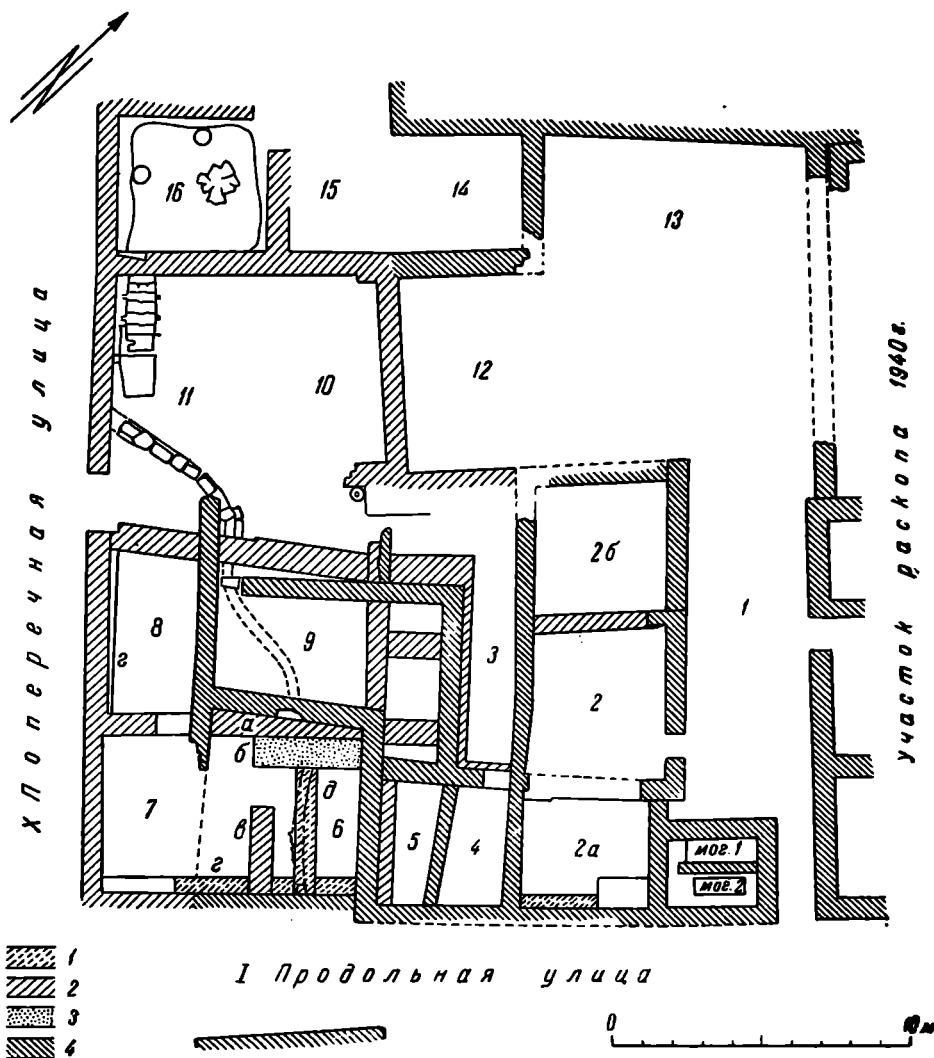 16
15
14
13
X Поперечная улица
11
10
12
участок раскопа 1940 г.
2б
1
8
г
9
3
2
а
б
7
в
г
д
6
5
4
2а
мог. 1
мог. 2
1
2
3
4
I Продольная улица
0
10 м